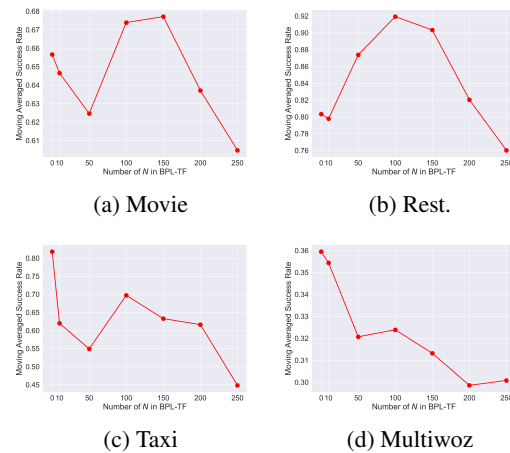 0.68
0.67
0.66
0.65
0.64
0.63
0.62
0.61
Moving Averaged Success Rate
0 10 50 100 150 200 250
Number of N in BPL-TF
(a) Movie
0.92
0.90
0.88
0.86
0.84
0.82
0.80
0.78
0.76
Moving Averaged Success Rate
0 10 50 100 150 200 250
Number of N in BPL-TF
(b) Rest.
0.80
0.75
0.70
0.65
0.60
0.55
0.50
0.45
Moving Averaged Success Rate
0 10 50 100 150 200 250
Number of N in BPL-TF
(c) Taxi
0.36
0.35
0.34
0.33
0.32
0.31
0.30
Moving Averaged Success Rate
0 10 50 100 150 200 250
Number of N in BPL-TF
(d) Multiwoz